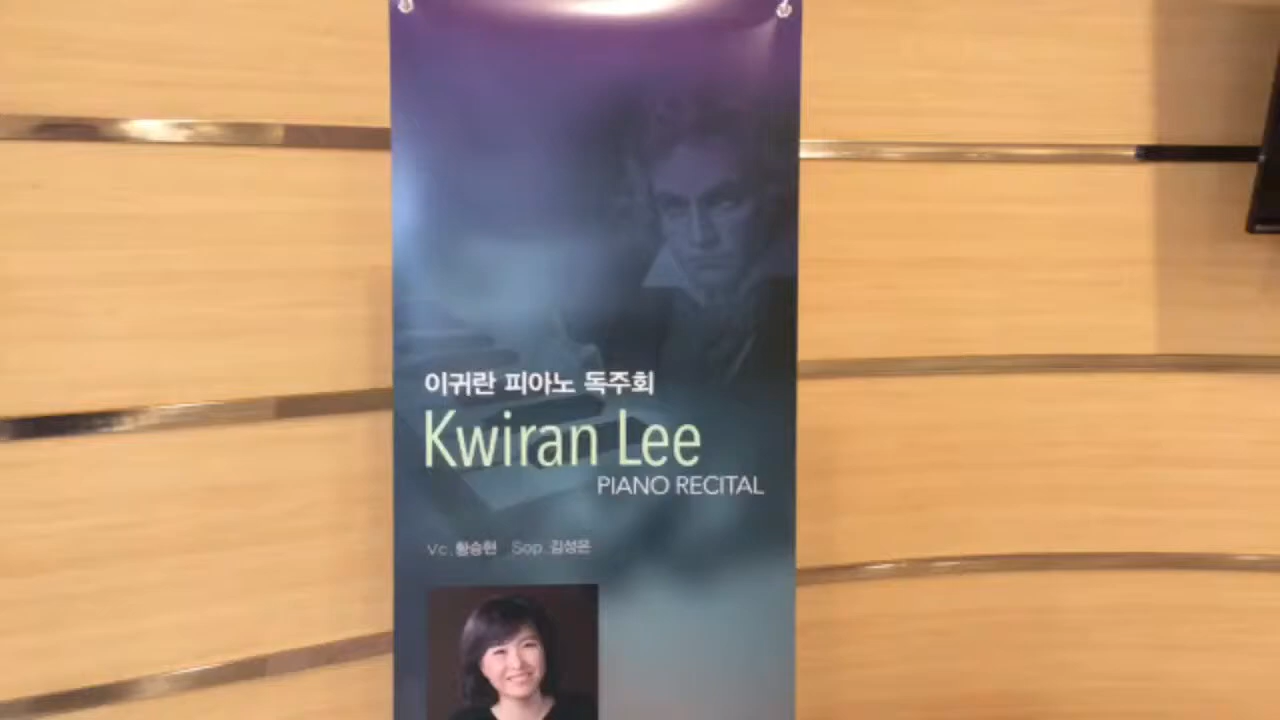 이귀란 피아노 독주회
Kwiran Lee
PIANO RECITAL
Vc. 황승현 Sop. 김성은